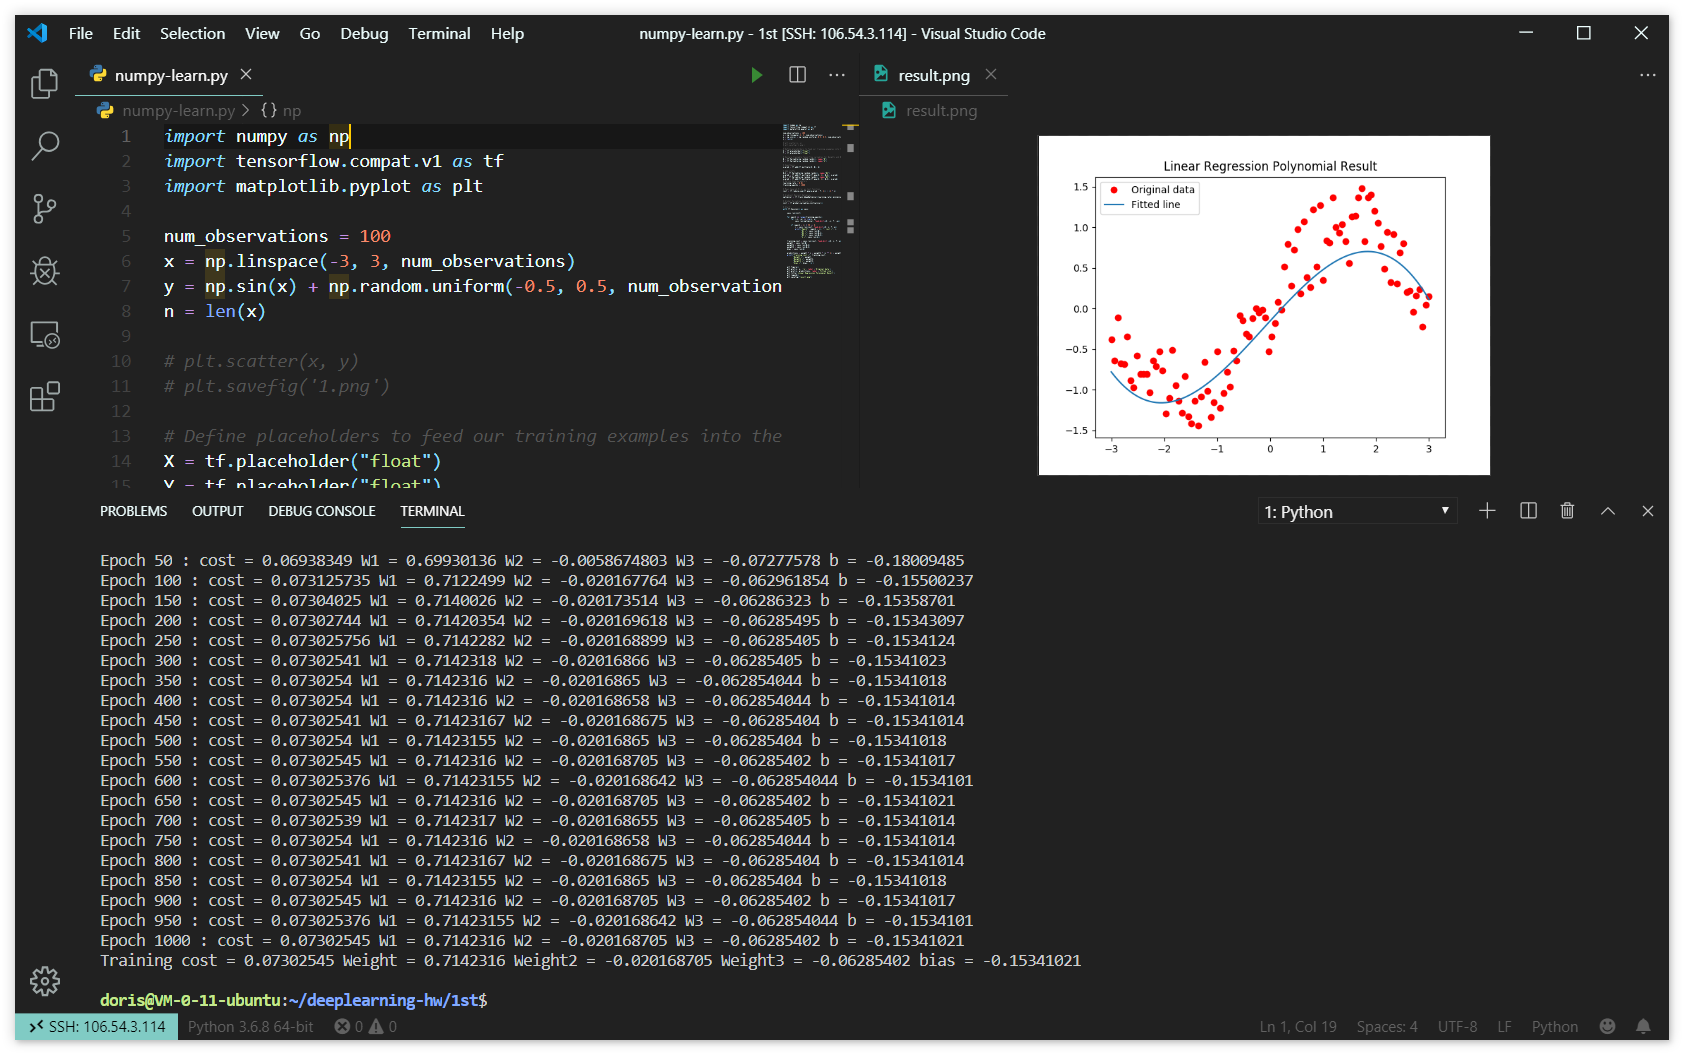 File Edit Selection View Go Debug Terminal Help numpy-learn.py - 1st [SSH: 106.54.3.114] - Visual Studio Code
numpy-learn.py
numpy-learn.py > {} np
1 import numpy as np
2 import tensorflow.compat.v1 as tf
3 import matplotlib.pyplot as plt
4
5 num_observations = 100
6 x = np.linspace(-3, 3, num_observations)
7 y = np.sin(x) + np.random.uniform(-0.5, 0.5, num_observation
8 n = len(x)
9
10 # plt.scatter(x, y)
11 # plt.savefig('1.png')
12
13 # Define placeholders to feed our training examples into the
14 X = tf.placeholder("float")
15 Y = tf.placeholder("float")
result.png
result.png
Linear Regression Polynomial Result
Original data
Fitted line
1.5
1.0
0.5
0.0
−0.5
−1.0
−1.5
−3 −2 −1 0 1 2 3
PROBLEMS OUTPUT DEBUG CONSOLE TERMINAL 1: Python
Epoch 50 : cost = 0.06938349 W1 = 0.69930136 W2 = -0.0058674803 W3 = -0.07277578 b = -0.18009485
Epoch 100 : cost = 0.073125735 W1 = 0.7122499 W2 = -0.020167764 W3 = -0.062961854 b = -0.15500237
Epoch 150 : cost = 0.07304025 W1 = 0.7140026 W2 = -0.020173514 W3 = -0.06286323 b = -0.15358701
Epoch 200 : cost = 0.07302744 W1 = 0.71420354 W2 = -0.020169618 W3 = -0.06285495 b = -0.15343097
Epoch 250 : cost = 0.073025756 W1 = 0.7142282 W2 = -0.020168899 W3 = -0.06285405 b = -0.1534124
Epoch 300 : cost = 0.07302541 W1 = 0.7142318 W2 = -0.02016866 W3 = -0.06285405 b = -0.15341023
Epoch 350 : cost = 0.0730254 W1 = 0.7142316 W2 = -0.02016865 W3 = -0.062854044 b = -0.15341018
Epoch 400 : cost = 0.0730254 W1 = 0.7142316 W2 = -0.020168658 W3 = -0.062854044 b = -0.15341014
Epoch 450 : cost = 0.07302541 W1 = 0.71423167 W2 = -0.020168675 W3 = -0.06285404 b = -0.15341014
Epoch 500 : cost = 0.0730254 W1 = 0.71423155 W2 = -0.02016865 W3 = -0.06285404 b = -0.15341018
Epoch 550 : cost = 0.07302545 W1 = 0.7142316 W2 = -0.020168705 W3 = -0.06285402 b = -0.15341017
Epoch 600 : cost = 0.073025376 W1 = 0.71423155 W2 = -0.020168642 W3 = -0.062854044 b = -0.1534101
Epoch 650 : cost = 0.07302545 W1 = 0.7142316 W2 = -0.020168705 W3 = -0.06285402 b = -0.15341021
Epoch 700 : cost = 0.07302539 W1 = 0.7142317 W2 = -0.020168655 W3 = -0.06285405 b = -0.15341014
Epoch 750 : cost = 0.0730254 W1 = 0.7142316 W2 = -0.020168658 W3 = -0.062854044 b = -0.15341014
Epoch 800 : cost = 0.07302541 W1 = 0.71423167 W2 = -0.020168675 W3 = -0.06285404 b = -0.15341014
Epoch 850 : cost = 0.0730254 W1 = 0.71423155 W2 = -0.02016865 W3 = -0.06285404 b = -0.15341018
Epoch 900 : cost = 0.07302545 W1 = 0.7142316 W2 = -0.020168705 W3 = -0.06285402 b = -0.15341017
Epoch 950 : cost = 0.073025376 W1 = 0.71423155 W2 = -0.020168642 W3 = -0.062854044 b = -0.1534101
Epoch 1000 : cost = 0.07302545 W1 = 0.7142316 W2 = -0.020168705 W3 = -0.06285402 b = -0.15341021
Training cost = 0.07302545 Weight = 0.7142316 Weight2 = -0.020168705 Weight3 = -0.06285402 bias = -0.15341021
doris@VM-0-11-ubuntu:~/deeplearning-hw/1st$
SSH: 106.54.3.114 Python 3.6.8 64-bit 0 0 Ln 1, Col 19 Spaces: 4 UTF-8 LF Python